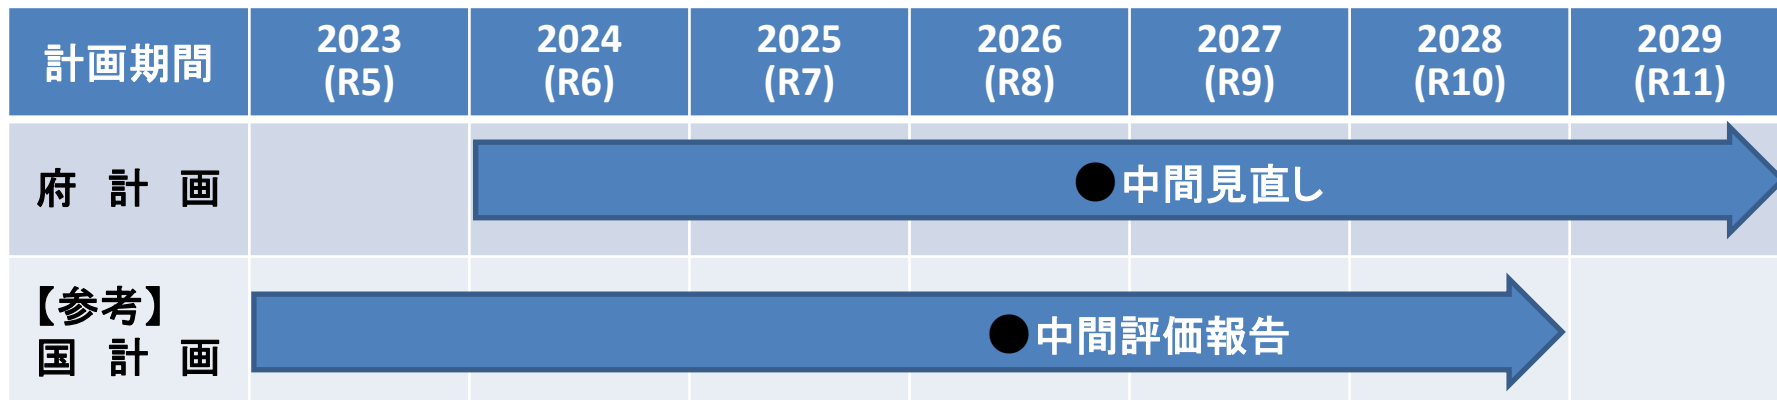 計画期間
2023
(R5)
2024
(R6)
2025
(R7)
2026
(R8)
2027
(R9)
2028
(R10)
2029
(R11)
府 計 画
●中間見直し
【参考】
国 計 画
●中間評価報告